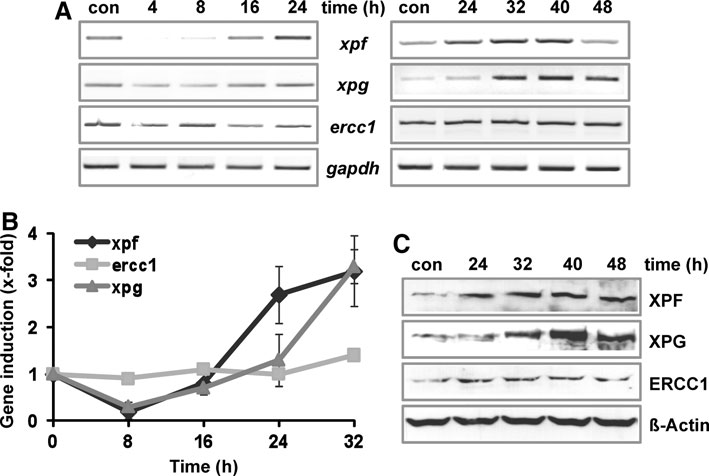 A
con 4 8 16 24 time (h) con 24 32 40 48
xpf
xpg
ercc1
gapdh
B
Gene induction (x-fold)
4
3
2
1
0
xpf
ercc1
xpg
0 8 16 24 32
Time (h)
C
con 24 32 40 48 time (h)
XPF
XPG
ERCC1
ß-Actin